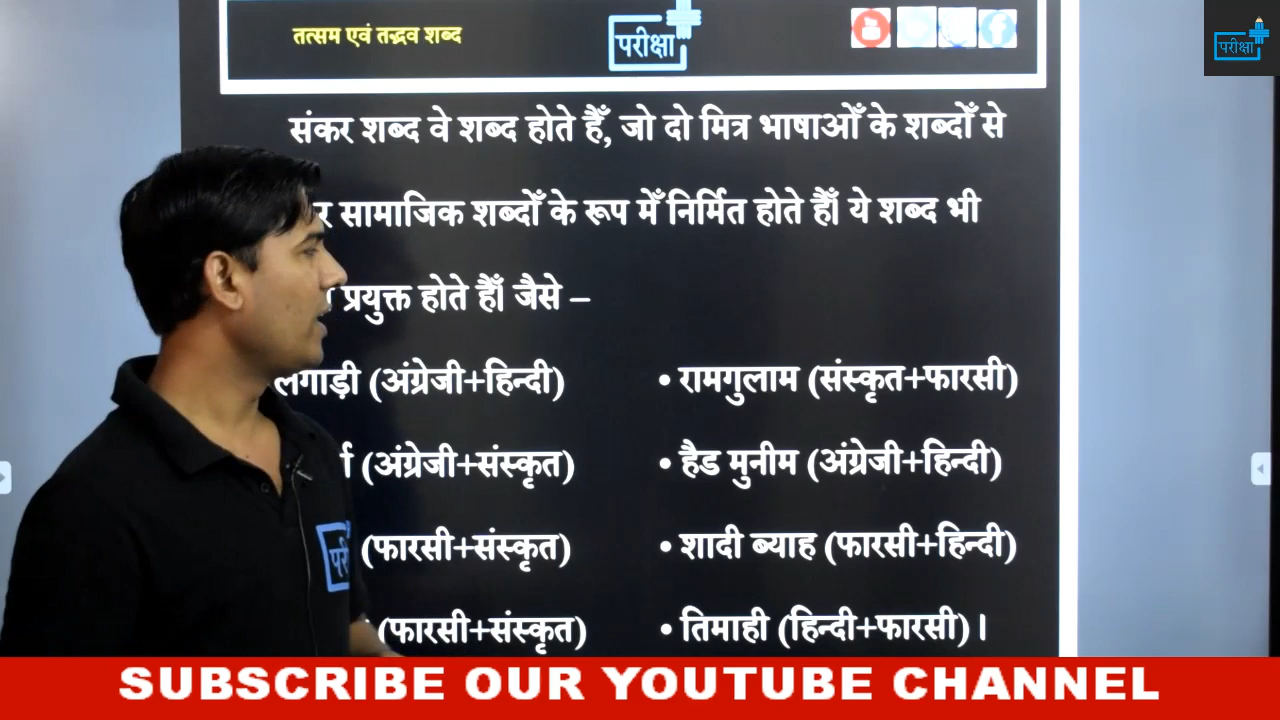 तत्सम एवं तद्भव शब्द
परीक्षा
परीक्षा
संकर शब्द वे शब्द होते हैँ, जो दो मित्र भाषाओँ के शब्दोँ से
सामाजिक शब्दोँ के रूप मेँ निर्मित होते हैँ। ये शब्द भी
प्रयुक्त होते हैँ। जैसे –
लगाड़ी (अंग्रेजी+हिन्दी) • रामगुलाम (संस्कृत+फारसी)
(अंग्रेजी+संस्कृत) • हैड मुनीम (अंग्रेजी+हिन्दी)
(फारसी+संस्कृत) • शादी ब्याह (फारसी+हिन्दी)
(फारसी+संस्कृत) • तिमाही (हिन्दी+फारसी) ।
SUBSCRIBE OUR YOUTUBE CHANNEL